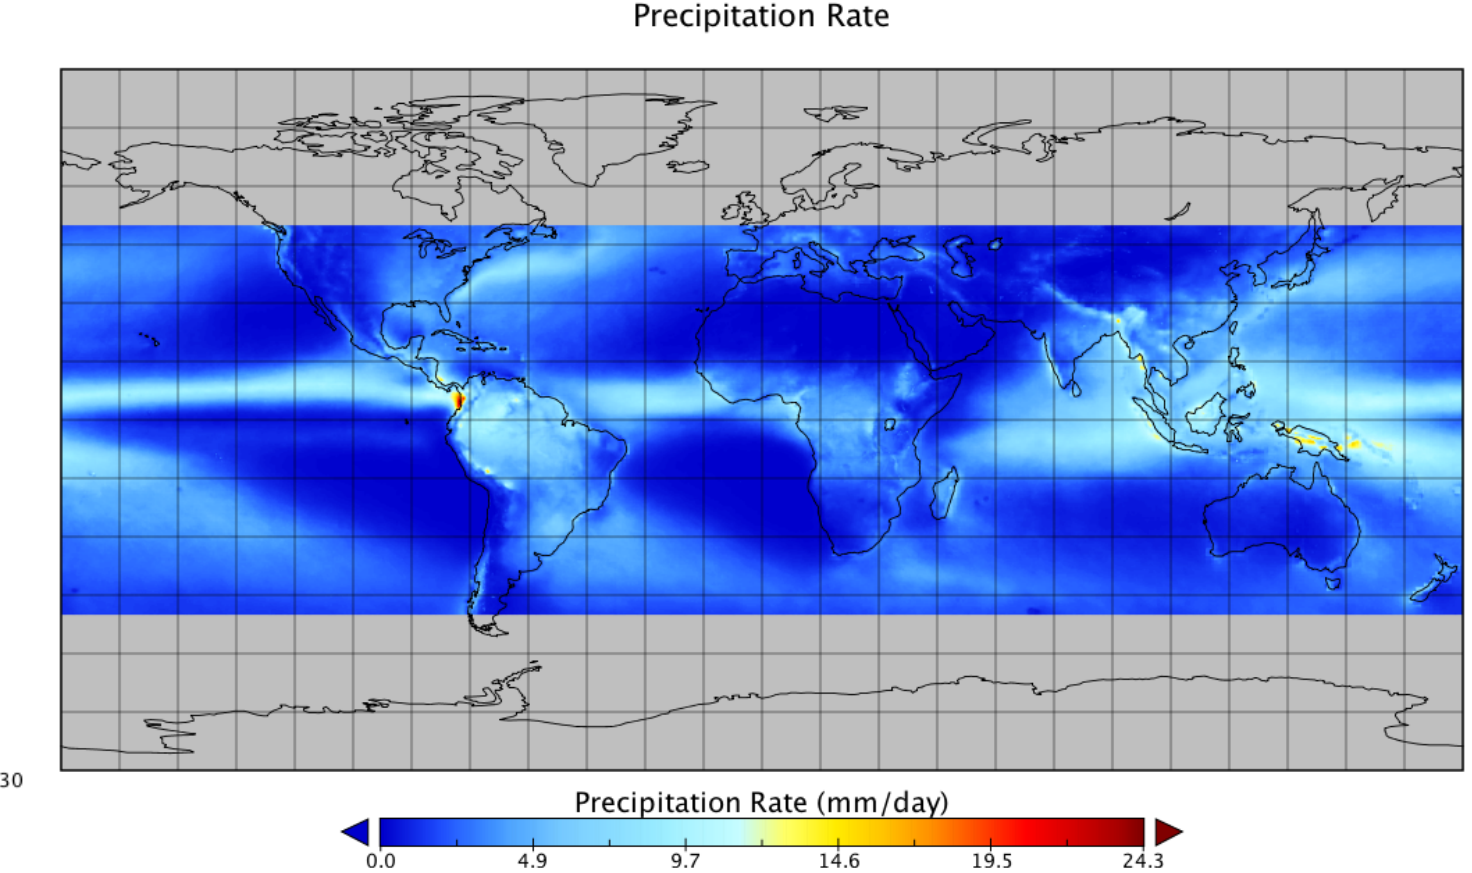 Precipitation Rate
30
Precipitation Rate (mm/day)
0.0 4.9 9.7 14.6 19.5 24.3